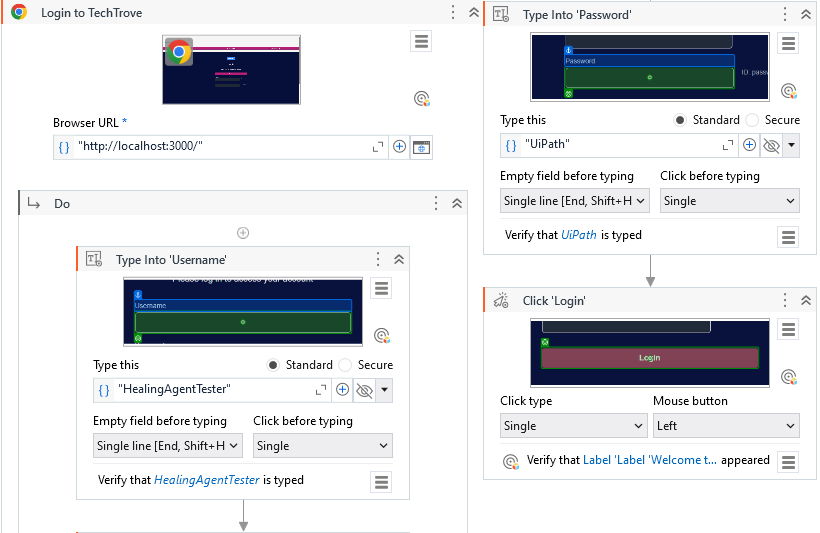 Login to TechTrove
Browser URL *
{ } "http://localhost:3000/"
Do
Type Into 'Username'
Please log in to access your account
Username
Type this
Standard
Secure
{ } "HealingAgentTester"
Empty field before typing
Click before typing
Single line [End, Shift+H
Single
Verify that HealingAgentTester is typed
Type Into 'Password'
Password
ID: passw
Type this
Standard
Secure
{ } "UiPath"
Empty field before typing
Click before typing
Single line [End, Shift+H
Single
Verify that UiPath is typed
Click 'Login'
Login
Click type
Mouse button
Single
Left
Verify that Label 'Label 'Welcome t... appeared